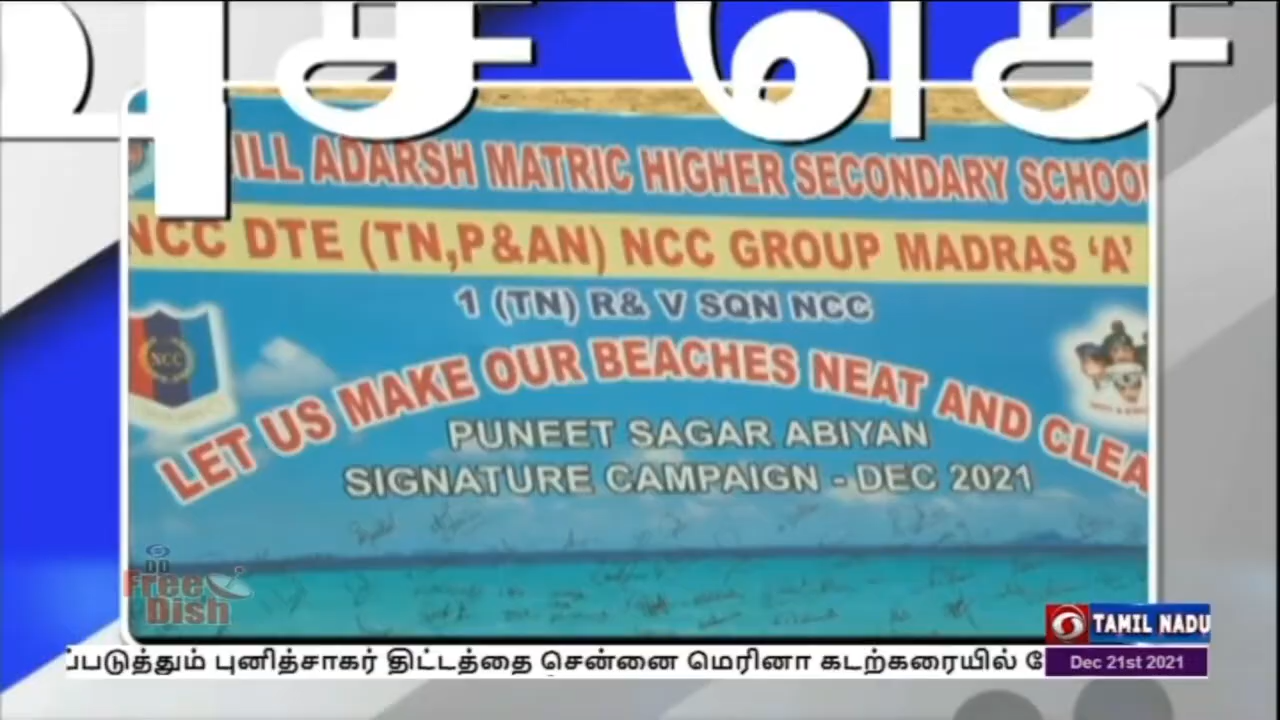 ILL ADARSH MATRIC HIGHER SECONDARY SCHOOL
NCC DTE (TN,P&AN) NCC GROUP MADRAS ‘A’
1 (TN) R& V SQN NCC
NCC
LET US MAKE OUR BEACHES NEAT AND CLEA
PUNEET SAGAR ABIYAN
SIGNATURE CAMPAIGN - DEC 2021
DD
Free
Dish
TAMIL NADU
ப்படுத்தும் புனித்சாகர் திட்டத்தை சென்னை மெரினா கடற்கரையில்
Dec 21st 2021